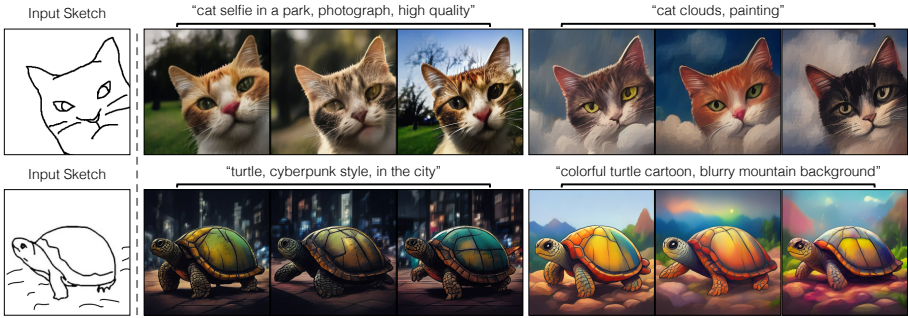 Input Sketch
“cat selfie in a park, photograph, high quality”
“cat clouds, painting”
Input Sketch
“turtle, cyberpunk style, in the city”
“colorful turtle cartoon, blurry mountain background”